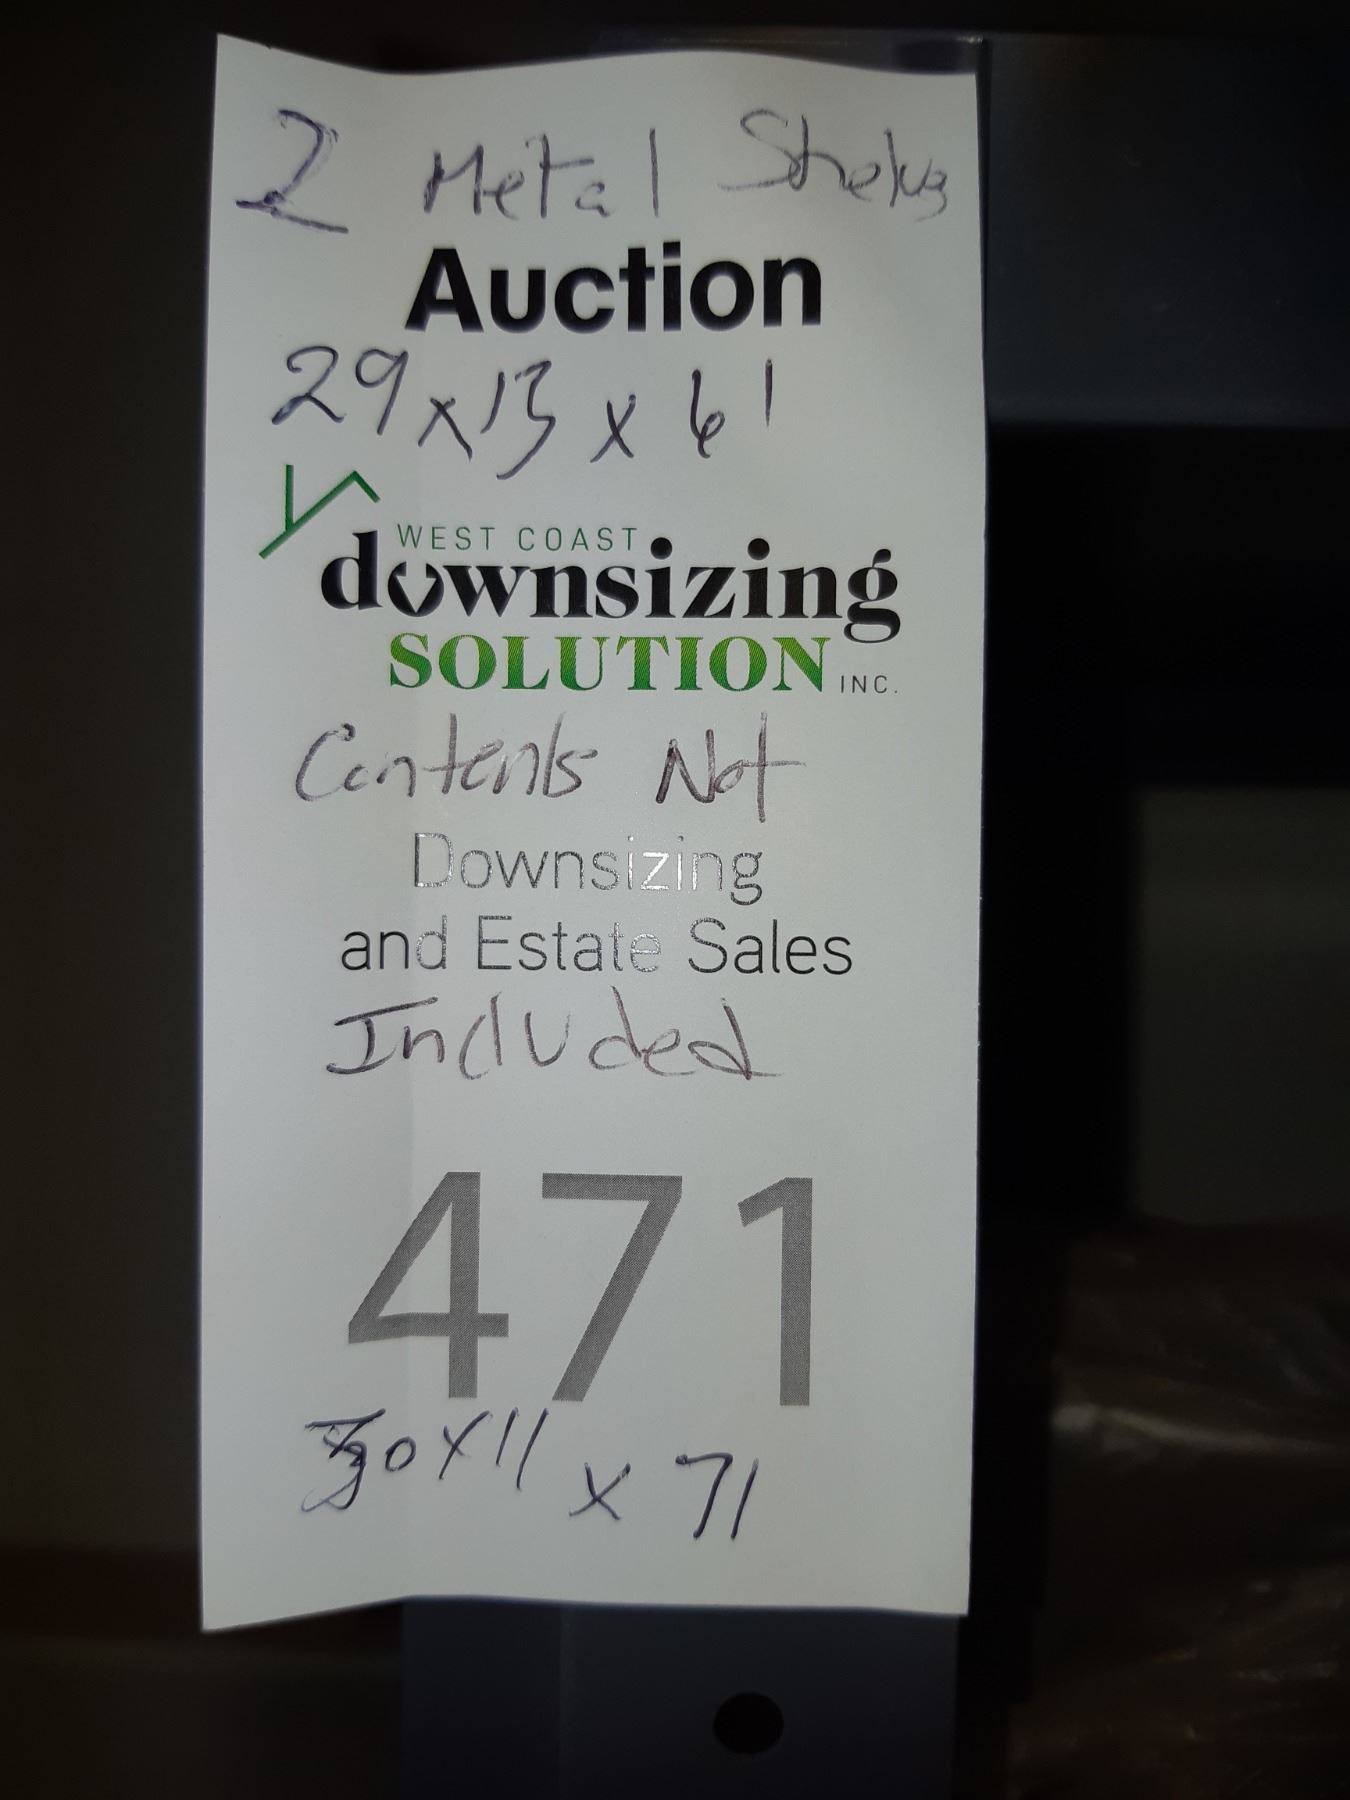 2 Metal Shelvs
Auction
29 x 13 x 61
WEST COAST
downsizing
SOLUTION INC.
Contents Not
Downsizing
and Estate Sales
Included
471
30 x 11 x 71